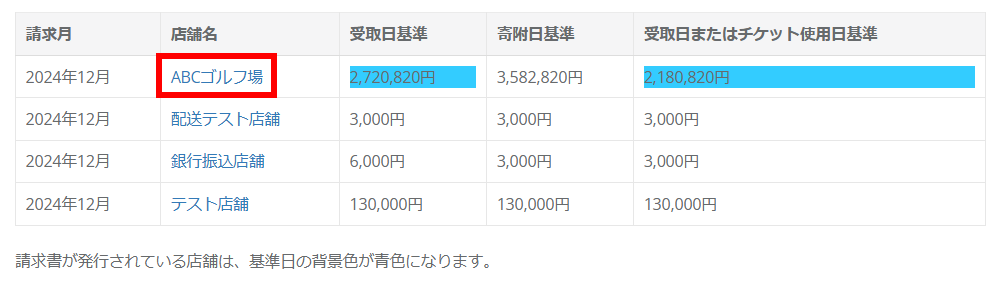 請求月 店舗名 受取日基準 寄附日基準 受取日またはチケット使用日基準
2024年12月 ABCゴルフ場 2,720,820円 3,582,820円 2,180,820円
2024年12月 配送テスト店舗 3,000円 3,000円 3,000円
2024年12月 銀行振込店舗 6,000円 3,000円 3,000円
2024年12月 テスト店舗 130,000円 130,000円 130,000円
請求書が発行されている店舗は、基準日の背景色が青色になります。